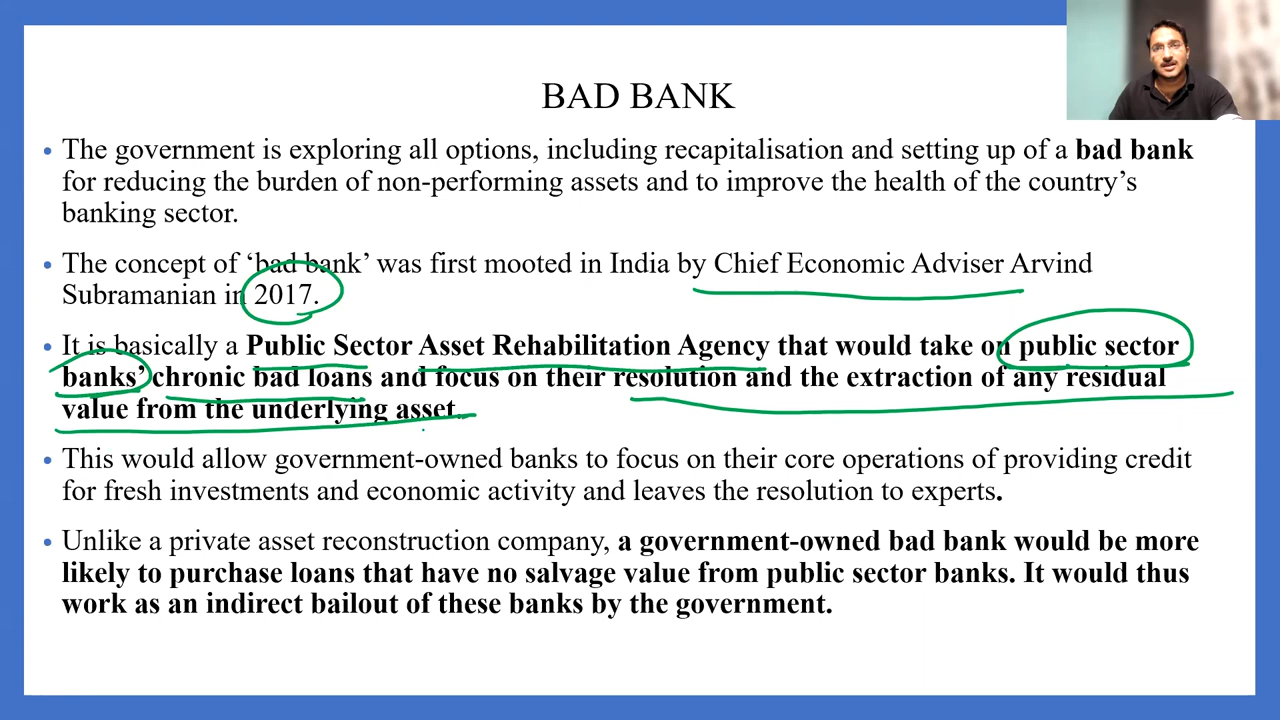 BAD BANK
• The government is exploring all options, including recapitalisation and setting up of a bad bank
for reducing the burden of non-performing assets and to improve the health of the country’s
banking sector.
• The concept of ‘bad bank’ was first mooted in India by Chief Economic Adviser Arvind
Subramanian in 2017.
• It is basically a Public Sector Asset Rehabilitation Agency that would take on public sector
banks’ chronic bad loans and focus on their resolution and the extraction of any residual
value from the underlying asset.
• This would allow government-owned banks to focus on their core operations of providing credit
for fresh investments and economic activity and leaves the resolution to experts.
• Unlike a private asset reconstruction company, a government-owned bad bank would be more
likely to purchase loans that have no salvage value from public sector banks. It would thus
work as an indirect bailout of these banks by the government.